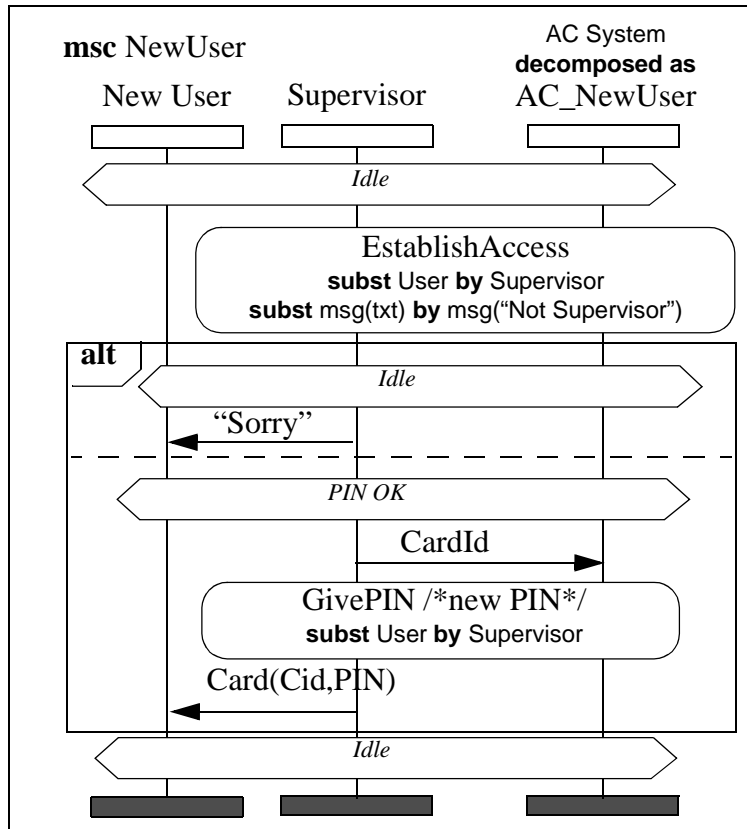 msc NewUser
AC System
decomposed as
New User
Supervisor
AC_NewUser
Idle
EstablishAccess
subst User by Supervisor
subst msg(txt) by msg(“Not Supervisor”)
alt
Idle
“Sorry”
PIN OK
CardId
GivePIN /*new PIN*/
subst User by Supervisor
Card(Cid,PIN)
Idle